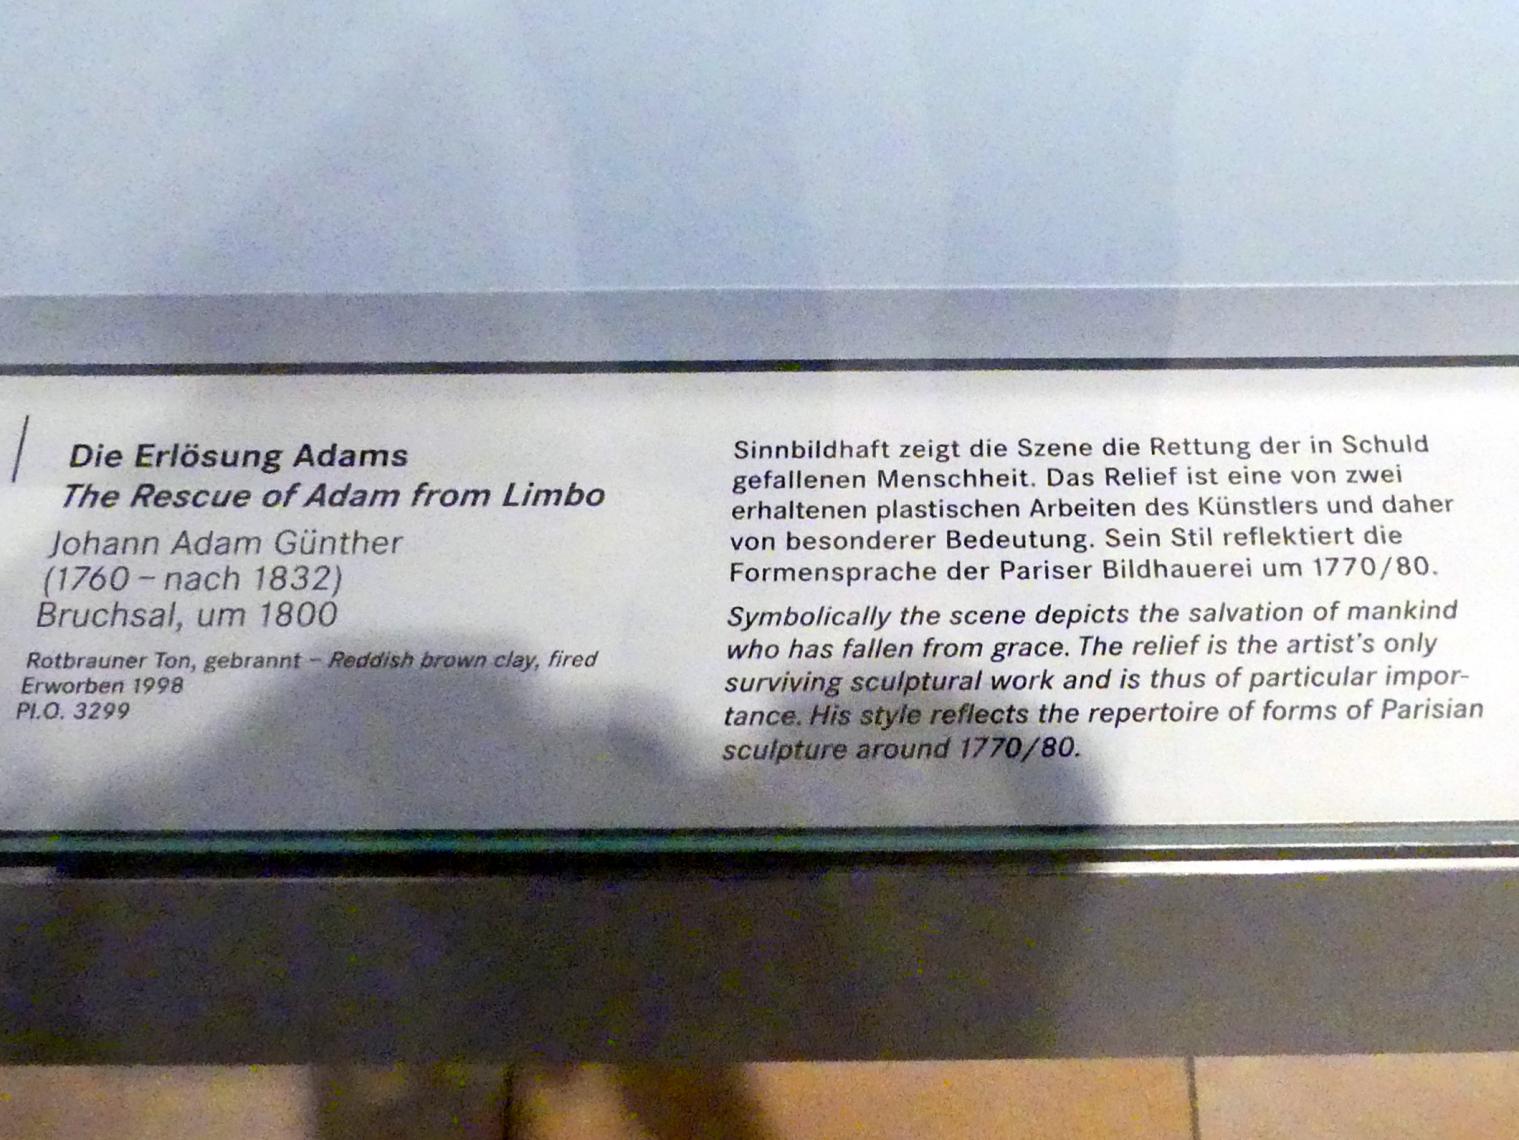 Die Erlösung Adams
The Rescue of Adam from Limbo
Johann Adam Günther
(1760 – nach 1832)
Bruchsal, um 1800
Rotbrauner Ton, gebrannt – Reddish brown clay, fired
Erworben 1998
Pl.O. 3299
Sinnbildhaft zeigt die Szene die Rettung der in Schuld
gefallenen Menschheit. Das Relief ist eine von zwei
erhaltenen plastischen Arbeiten des Künstlers und daher
von besonderer Bedeutung. Sein Stil reflektiert die
Formensprache der Pariser Bildhauerei um 1770/80.
Symbolically the scene depicts the salvation of mankind
who has fallen from grace. The relief is the artist's only
surviving sculptural work and is thus of particular impor-
tance. His style reflects the repertoire of forms of Parisian
sculpture around 1770/80.